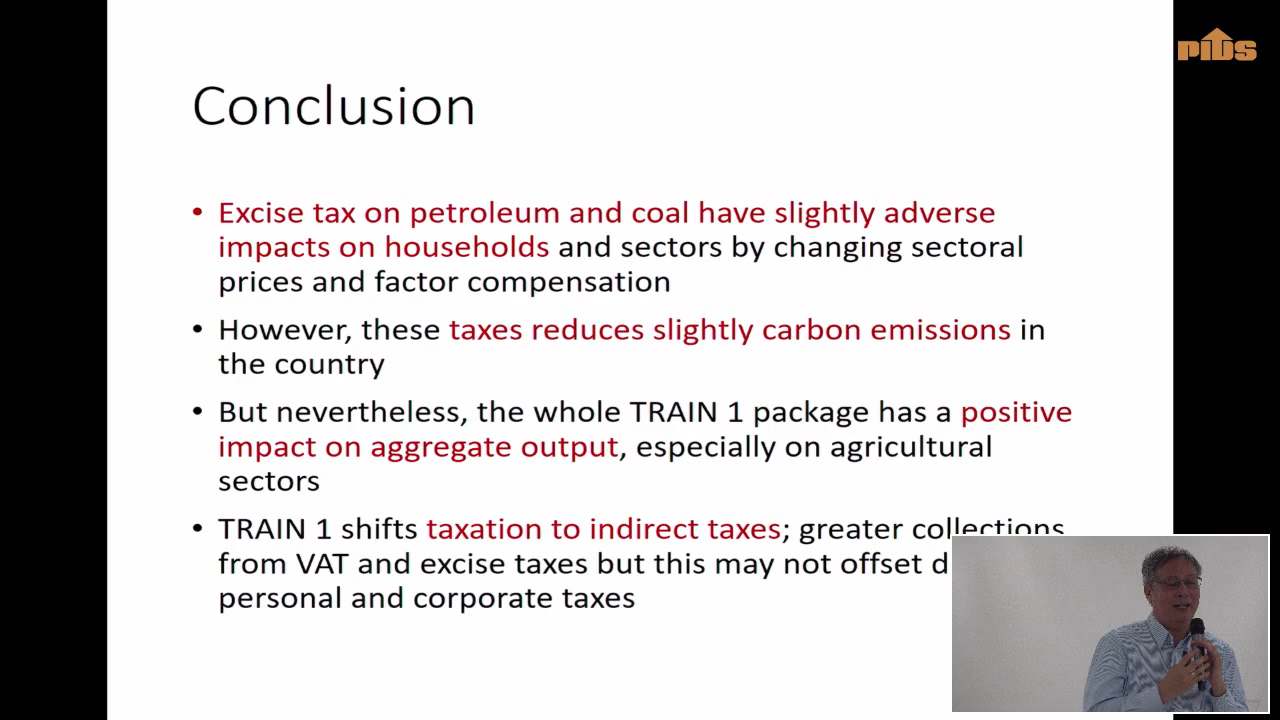 PIDS
Conclusion
• Excise tax on petroleum and coal have slightly adverse
impacts on households and sectors by changing sectoral
prices and factor compensation
• However, these taxes reduces slightly carbon emissions in
the country
• But nevertheless, the whole TRAIN 1 package has a positive
impact on aggregate output, especially on agricultural
sectors
• TRAIN 1 shifts taxation to indirect taxes; greater collections
from VAT and excise taxes but this may not offset
personal and corporate taxes